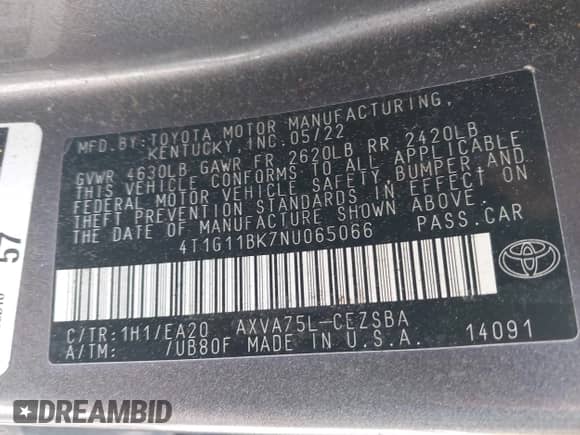 MFD.BY:TOYOTA MOTOR MANUFACTURING,
KENTUCKY, INC.05/22
GVWR 4630LB GAWR FR 2620LB RR 2420LB
THIS VEHICLE CONFORMS TO ALL APPLICABLE
FEDERAL MOTOR VEHICLE SAFETY, BUMPER, AND
THEFT PREVENTION STANDARDS IN EFFECT ON
THE DATE OF MANUFACTURE SHOWN ABOVE.
4T1G11BK7NU065066 PASS.CAR
C/TR:1H1/EA20 AXVA75L-CEZSBA
A/TM: /UB80F MADE IN U.S.A. 14091
57
DREAMBID